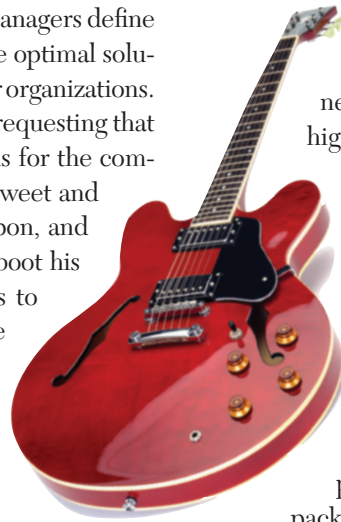 anagers define
e optimal solu-
r organizations.
requesting that
s for the com-
weet and
pon, and
boot his
s to
e
ne
hig
p
pack